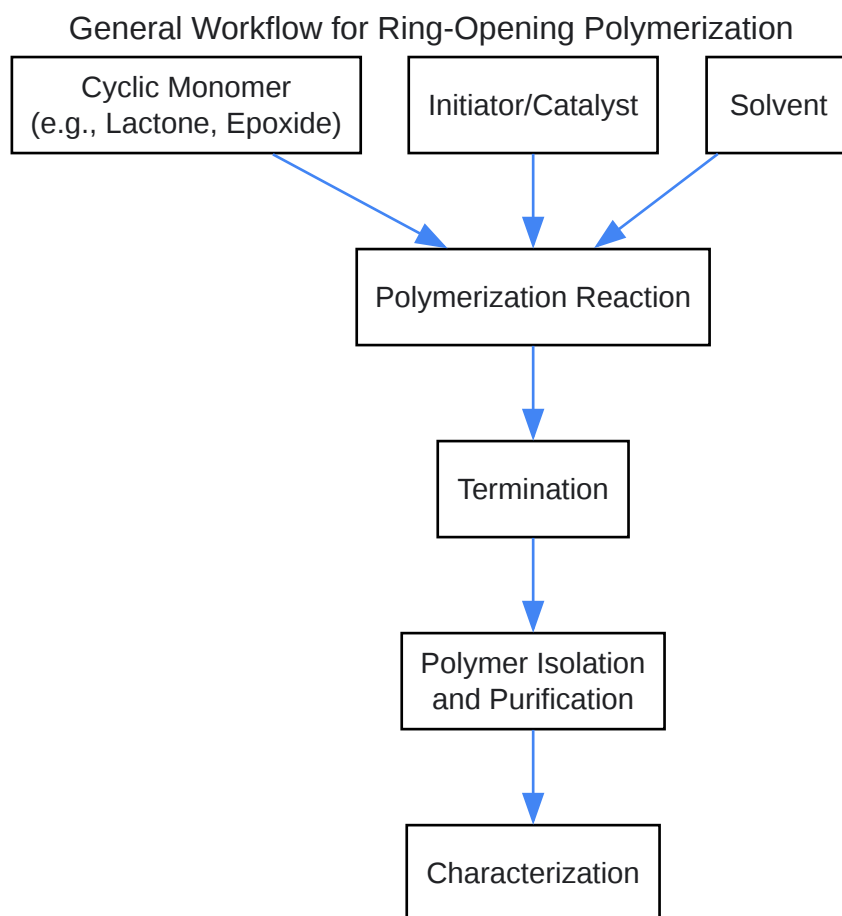 General Workflow for Ring-Opening Polymerization
Cyclic Monomer
(e.g., Lactone, Epoxide)
Initiator/Catalyst
Solvent
Polymerization Reaction
Termination
Polymer Isolation
and Purification
Characterization